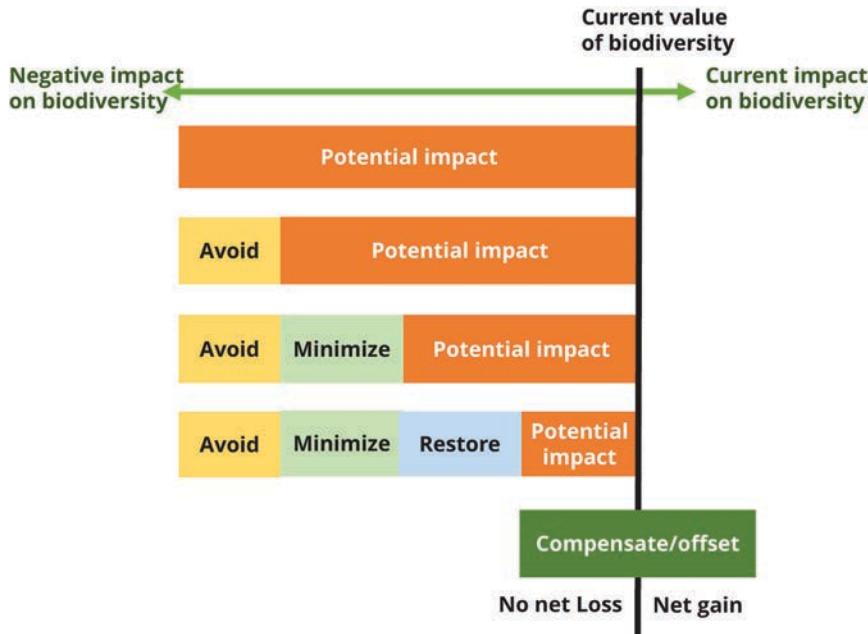 Current value
of biodiversity
Negative impact
on biodiversity
Current impact
on biodiversity
Potential impact
Avoid
Potential impact
Avoid
Minimize
Potential impact
Avoid
Minimize
Restore
Potential
impact
Compensate/offset
No net Loss
Net gain